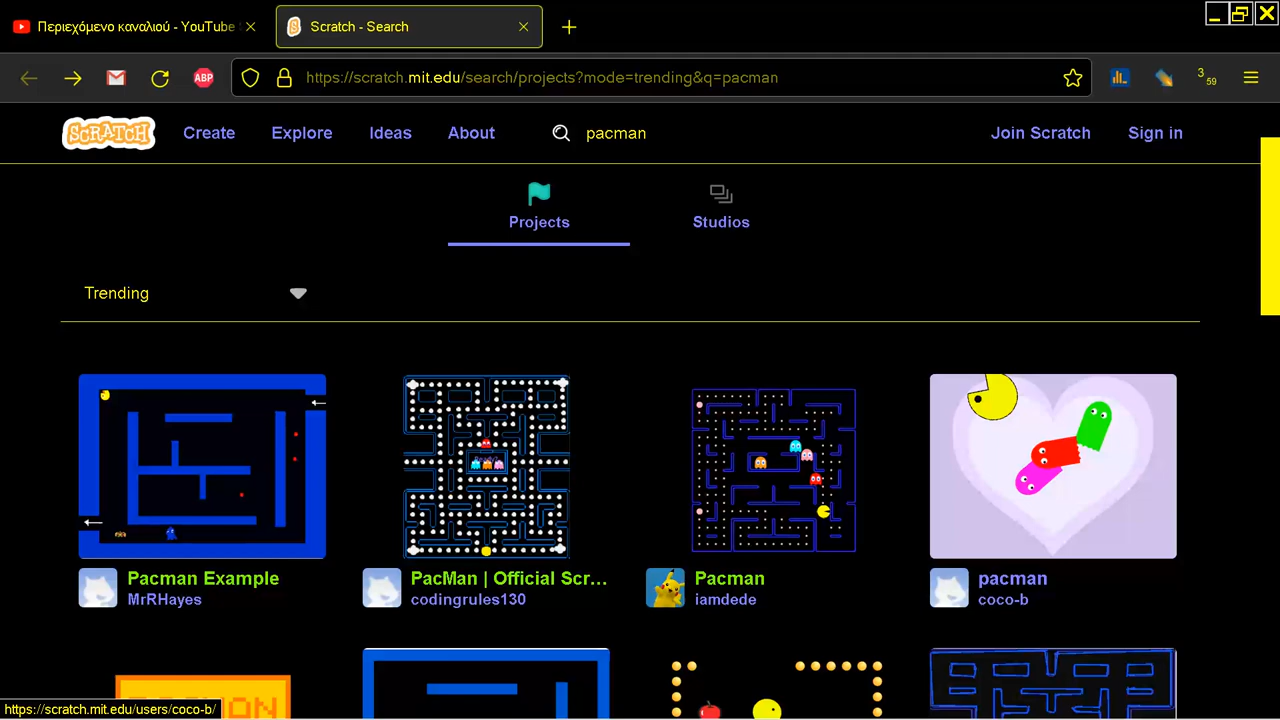 Περιεχόμενο καναλιού - YouTube
Scratch - Search
ABP
https://scratch.mit.edu/search/projects?mode=trending&q=pacman
3
59
SCRATCH
Create
Explore
Ideas
About
pacman
Join Scratch
Sign in
Projects
Studios
Trending
Pacman Example
MrRHayes
PacMan | Official Scr...
codingrules130
Pacman
iamdede
pacman
coco-b
https://scratch.mit.edu/users/coco-b/